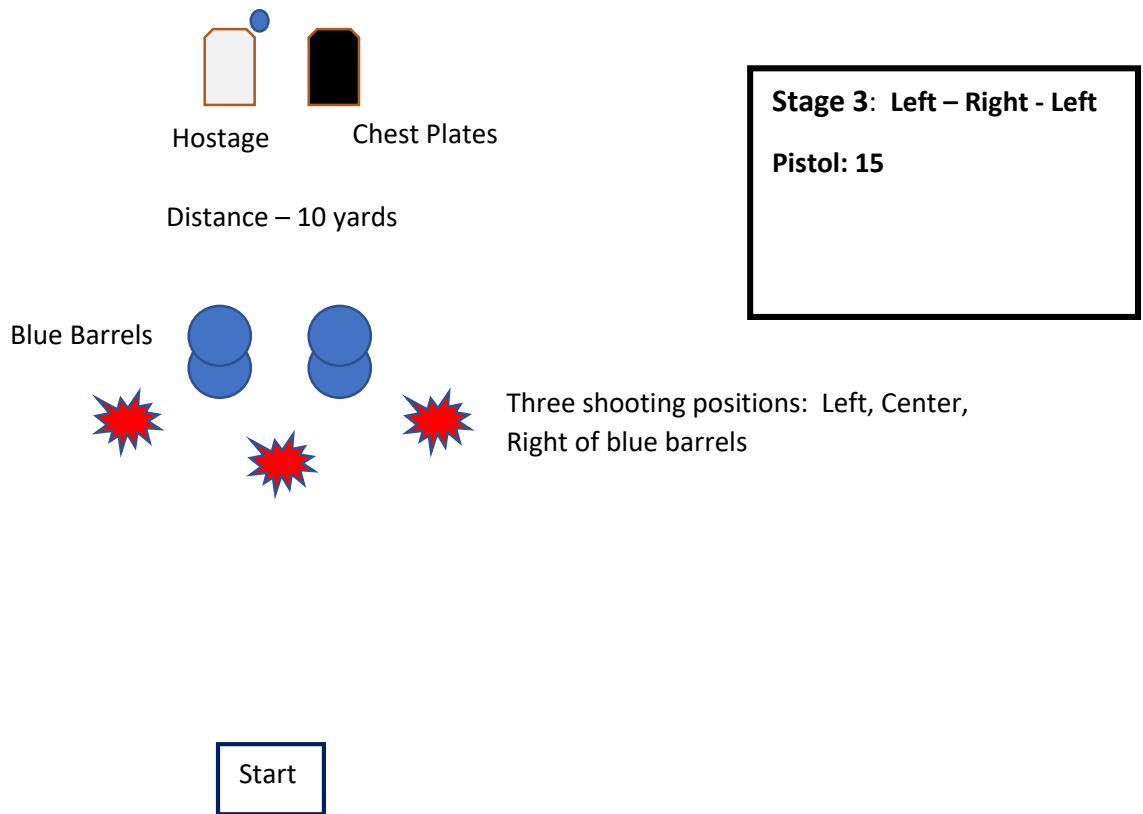 Hostage
Chest Plates
Stage 3: Left – Right - Left
Pistol: 15
Distance – 10 yards
Blue Barrels
Three shooting positions: Left, Center,
Right of blue barrels
Start